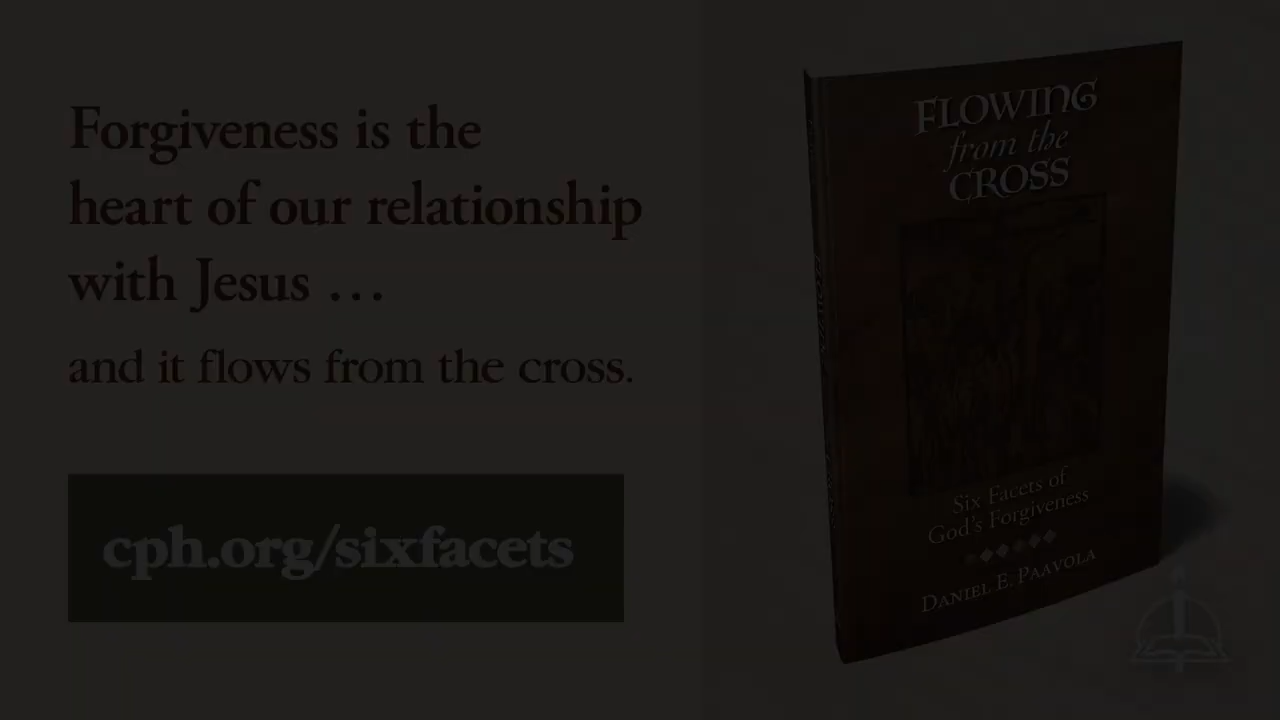 Forgiveness is the
heart of our relationship
with Jesus …
and it flows from the cross.
cph.org/sixfacets
FLOWING
from the
CROSS
Six Facets of
God's Forgiveness
DANIEL E. PAAVOLA